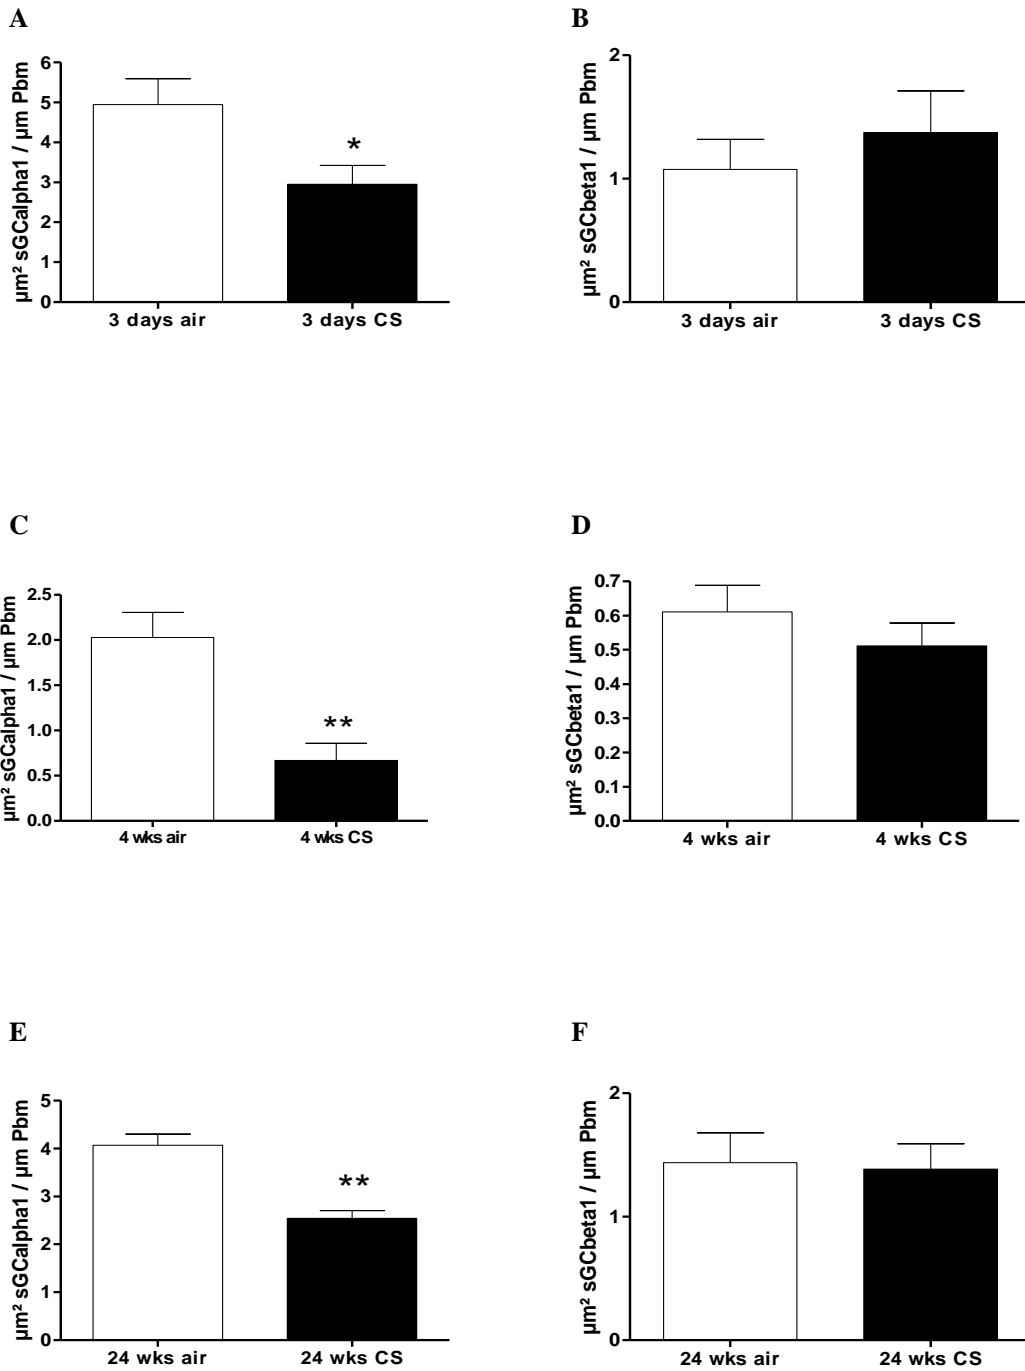 A
B
µm² sGCalpha1 / µm Pbm
6
5
4
3
2
1
0
*
3 days air
3 days CS
µm² sGCbeta1 / µm Pbm
2
1
0
3 days air
3 days CS
C
D
µm² sGCalpha1 / µm Pbm
2.5
2.0
1.5
1.0
0.5
0.0
**
4 wks air
4 wks CS
µm² sGCbeta1 / µm Pbm
0.7
0.6
0.5
0.4
0.3
0.2
0.1
0.0
4 wks air
4 wks CS
E
F
µm² sGCalpha1 / µm Pbm
5
4
3
2
1
0
**
24 wks air
24 wks CS
µm² sGCbeta1 / µm Pbm
2
1
0
24 wks air
24 wks CS